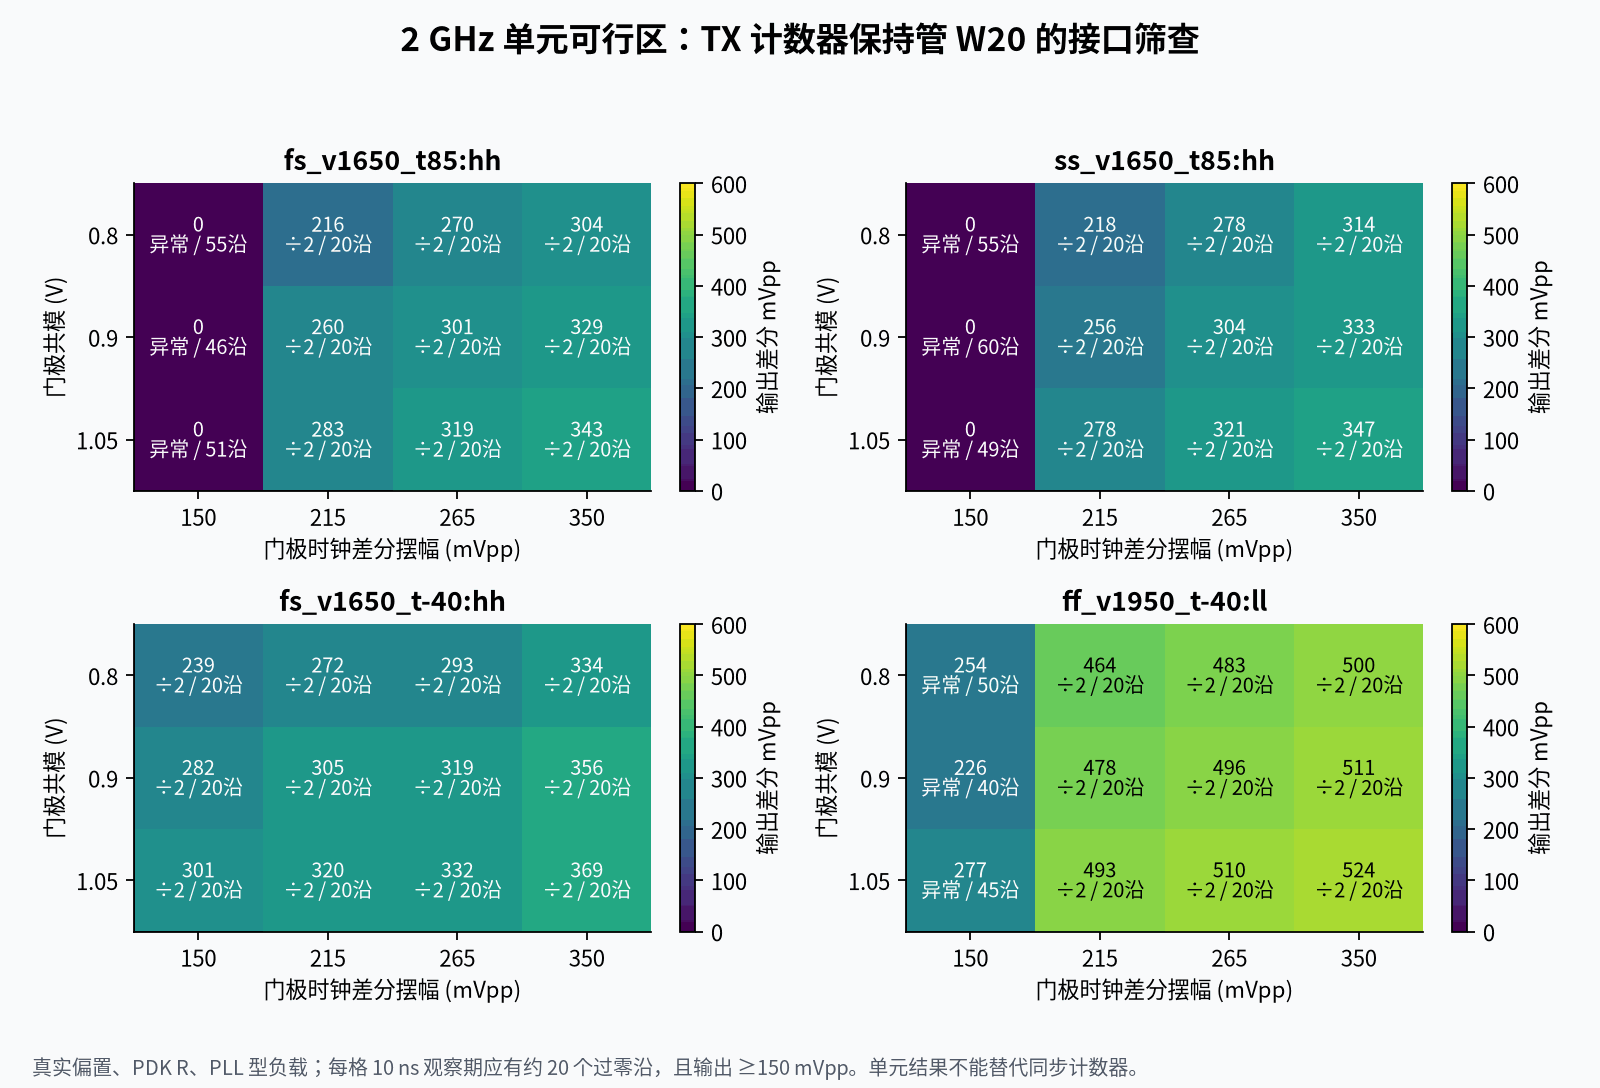 2 GHz 单元可行区：TX 计数器保持管 W20 的接口筛查
fs_v1650_t85:hh
0
异常 / 55沿
216
÷2 / 20沿
270
÷2 / 20沿
304
÷2 / 20沿
0
异常 / 46沿
260
÷2 / 20沿
301
÷2 / 20沿
329
÷2 / 20沿
0
异常 / 51沿
283
÷2 / 20沿
319
÷2 / 20沿
343
÷2 / 20沿
0.8
0.9
1.05
门极共模 (V)
150
215
265
350
门极时钟差分摆幅 (mVpp)
600
500
400
300
200
100
0
输出差分 mVpp
ss_v1650_t85:hh
0
异常 / 55沿
218
÷2 / 20沿
278
÷2 / 20沿
314
÷2 / 20沿
0
异常 / 60沿
256
÷2 / 20沿
304
÷2 / 20沿
333
÷2 / 20沿
0
异常 / 49沿
278
÷2 / 20沿
321
÷2 / 20沿
347
÷2 / 20沿
0.8
0.9
1.05
门极共模 (V)
150
215
265
350
门极时钟差分摆幅 (mVpp)
600
500
400
300
200
100
0
输出差分 mVpp
fs_v1650_t-40:hh
239
÷2 / 20沿
272
÷2 / 20沿
293
÷2 / 20沿
334
÷2 / 20沿
282
÷2 / 20沿
305
÷2 / 20沿
319
÷2 / 20沿
356
÷2 / 20沿
301
÷2 / 20沿
320
÷2 / 20沿
332
÷2 / 20沿
369
÷2 / 20沿
0.8
0.9
1.05
门极共模 (V)
150
215
265
350
门极时钟差分摆幅 (mVpp)
600
500
400
300
200
100
0
输出差分 mVpp
ff_v1950_t-40:ll
254
异常 / 50沿
464
÷2 / 20沿
483
÷2 / 20沿
500
÷2 / 20沿
226
异常 / 40沿
478
÷2 / 20沿
496
÷2 / 20沿
511
÷2 / 20沿
277
异常 / 45沿
493
÷2 / 20沿
510
÷2 / 20沿
524
÷2 / 20沿
0.8
0.9
1.05
门极共模 (V)
150
215
265
350
门极时钟差分摆幅 (mVpp)
600
500
400
300
200
100
0
输出差分 mVpp
真实偏置、PDK R、PLL 型负载；每格 10 ns 观察期应有约 20 个过零沿，且输出 ≥150 mVpp。单元结果不能替代同步计数器。